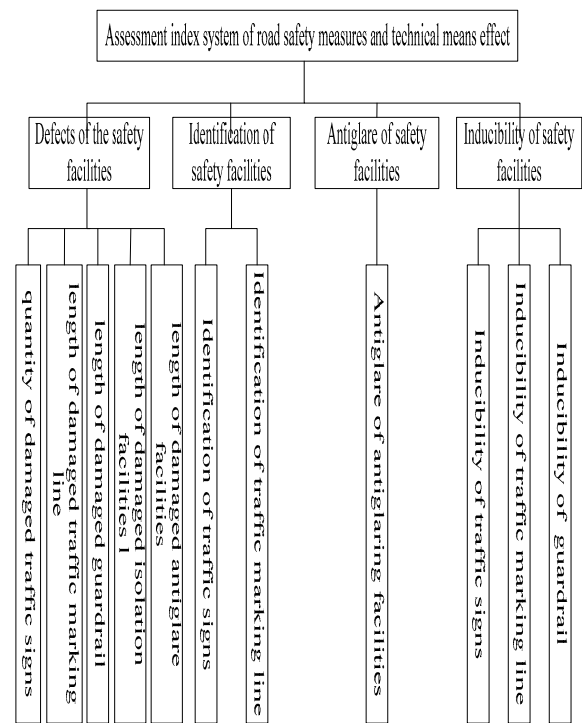 Assessment index system of road safety measures and technical means effect
Defects of the safety
facilities
Identification of
safety facilities
Antiglare of safety
facilities
Inducibility of safety
facilities
quantity of damaged traffic signs
length of damaged traffic marking
line
length of damaged guardrail
length of damaged isolation
facilities l
length of damaged antiglare
facilities
Identification of traffic signs
Identification of traffic marking line
Antiglare of antiglaring facilities
Inducibility of traffic signs
Inducibility of traffic marking line
Inducibility of guardrail